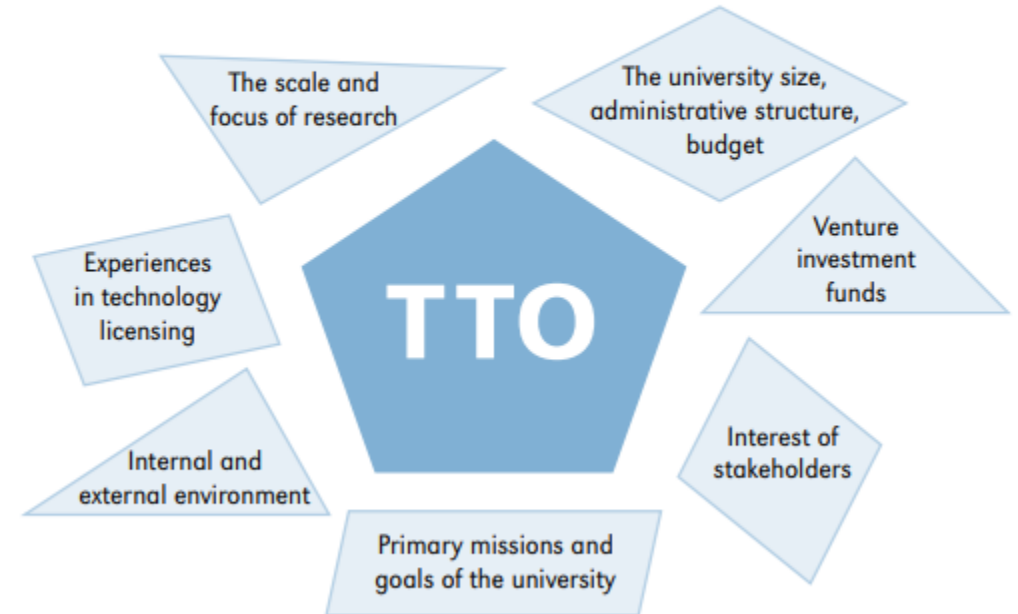 The scale and
focus of research
The university size,
administrative structure,
budget
Venture
investment
funds
Experiences
in technology
licensing
TTO
Interest of
stakeholders
Internal and
external environment
Primary missions and
goals of the university